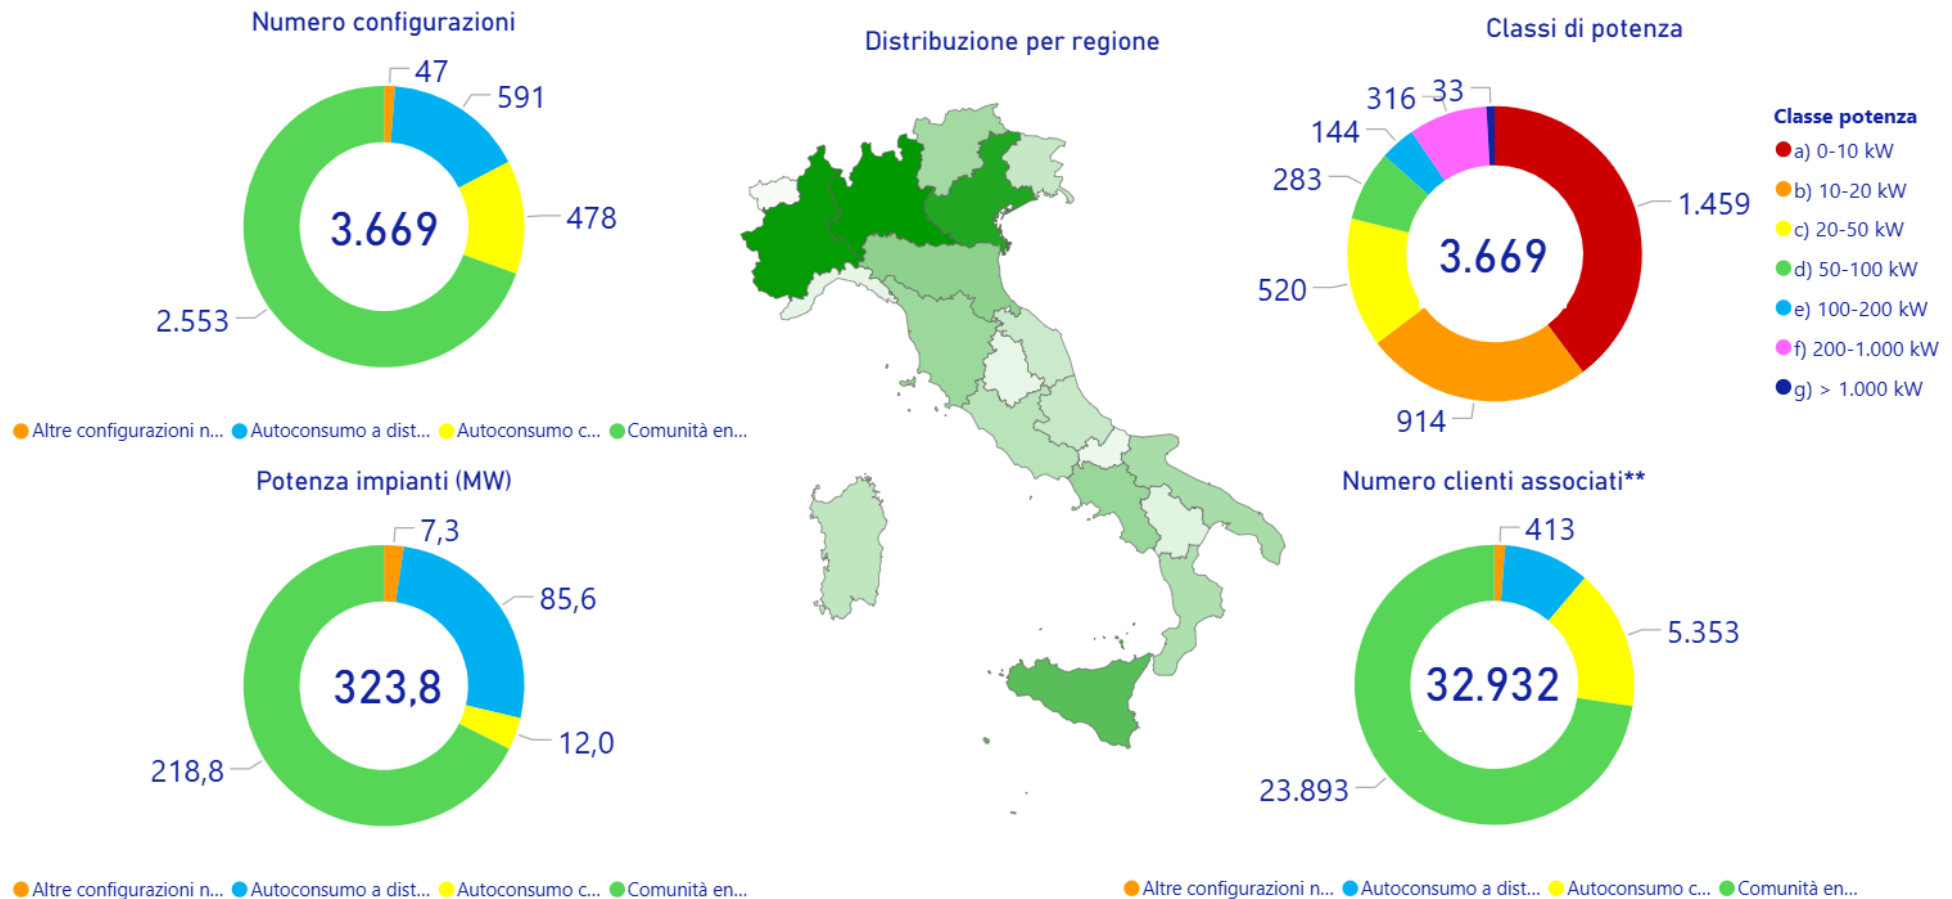 Numero configurazioni
47
591
478
2.553
3.669
Altre configurazioni n... Autoconsumo a dist... Autoconsumo c... Comunità en...
Potenza impianti (MW)
7,3
85,6
12,0
218,8
323,8
Altre configurazioni n... Autoconsumo a dist... Autoconsumo c... Comunità en...
Distribuzione per regione
Classi di potenza
33
316
144
283
520
914
1.459
3.669
Classe potenza
a) 0-10 kW
b) 10-20 kW
c) 20-50 kW
d) 50-100 kW
e) 100-200 kW
f) 200-1.000 kW
g) > 1.000 kW
Numero clienti associati**
413
5.353
23.893
32.932
Altre configurazioni n... Autoconsumo a dist... Autoconsumo c... Comunità en...